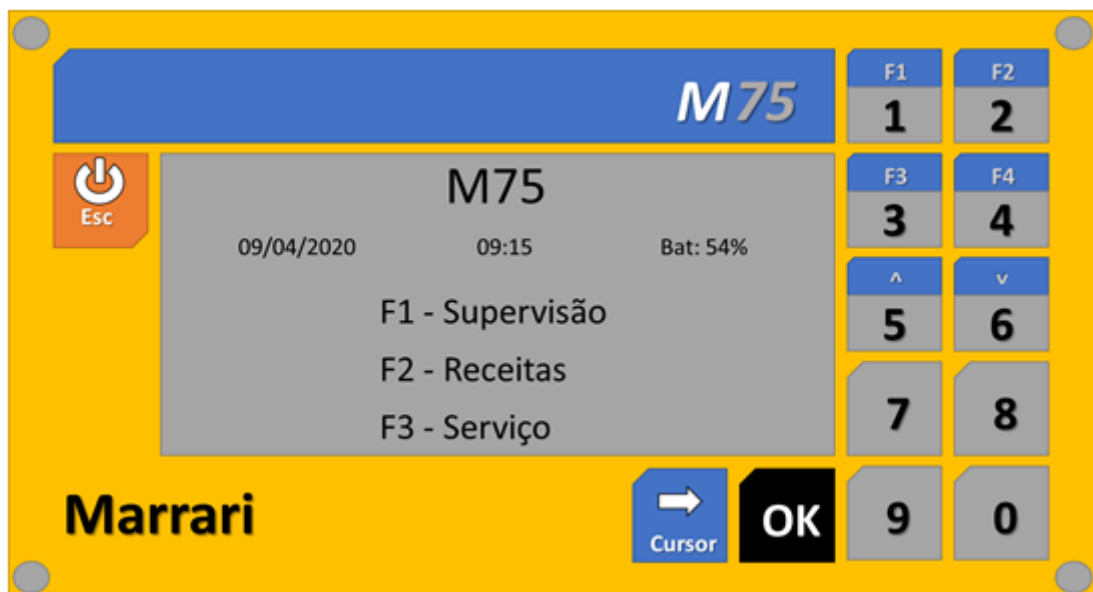 M75
F1 F2
1 2
Esc
M75
09/04/2020 09:15 Bat: 54%
F1 - Supervisão
F2 - Receitas
F3 - Serviço
F3 F4
3 4
^ v
5 6
7 8
Marrari
Cursor
OK
9 0